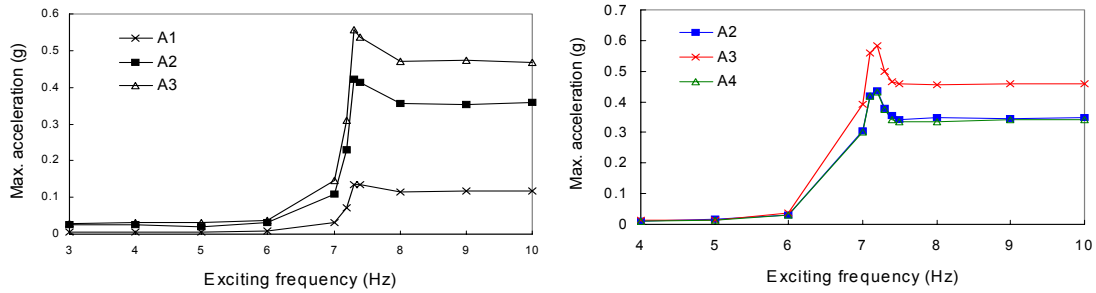 0.6
0.5
0.4
0.3
0.2
0.1
0
Max. acceleration (g)
A1
A2
A3
3 4 5 6 7 8 9 10
Exciting frequency (Hz)
0.7
0.6
0.5
0.4
0.3
0.2
0.1
0
Max. acceleration (g)
A2
A3
A4
4 5 6 7 8 9 10
Exciting frequency (Hz)